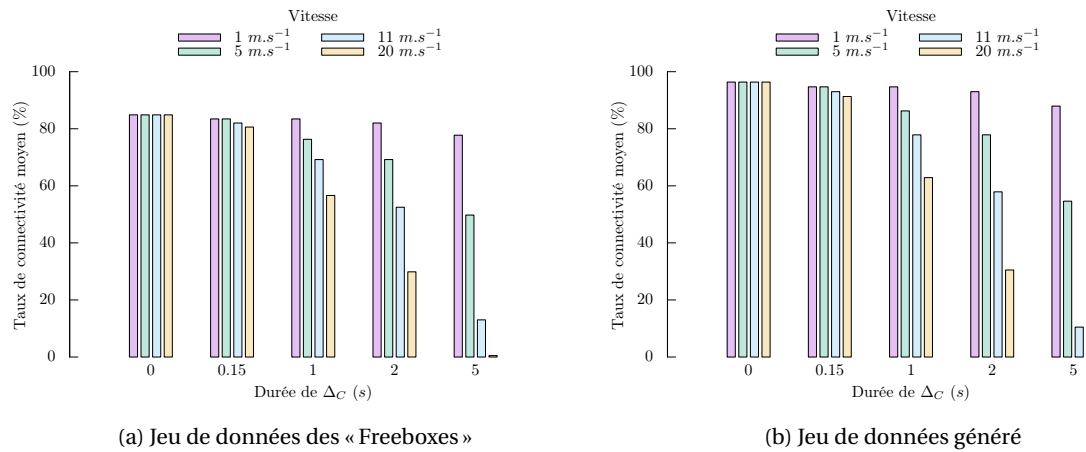 Vitesse
1 m.s⁻¹ 11 m.s⁻¹
5 m.s⁻¹ 20 m.s⁻¹
Taux de connectivité moyen (%)
100
80
60
40
20
0
0 0.15 1 2 5
Durée de Δ_C (s)
(a) Jeu de données des « Freeboxes »
Vitesse
1 m.s⁻¹ 11 m.s⁻¹
5 m.s⁻¹ 20 m.s⁻¹
Taux de connectivité moyen (%)
100
80
60
40
20
0
0 0.15 1 2 5
Durée de Δ_C (s)
(b) Jeu de données généré